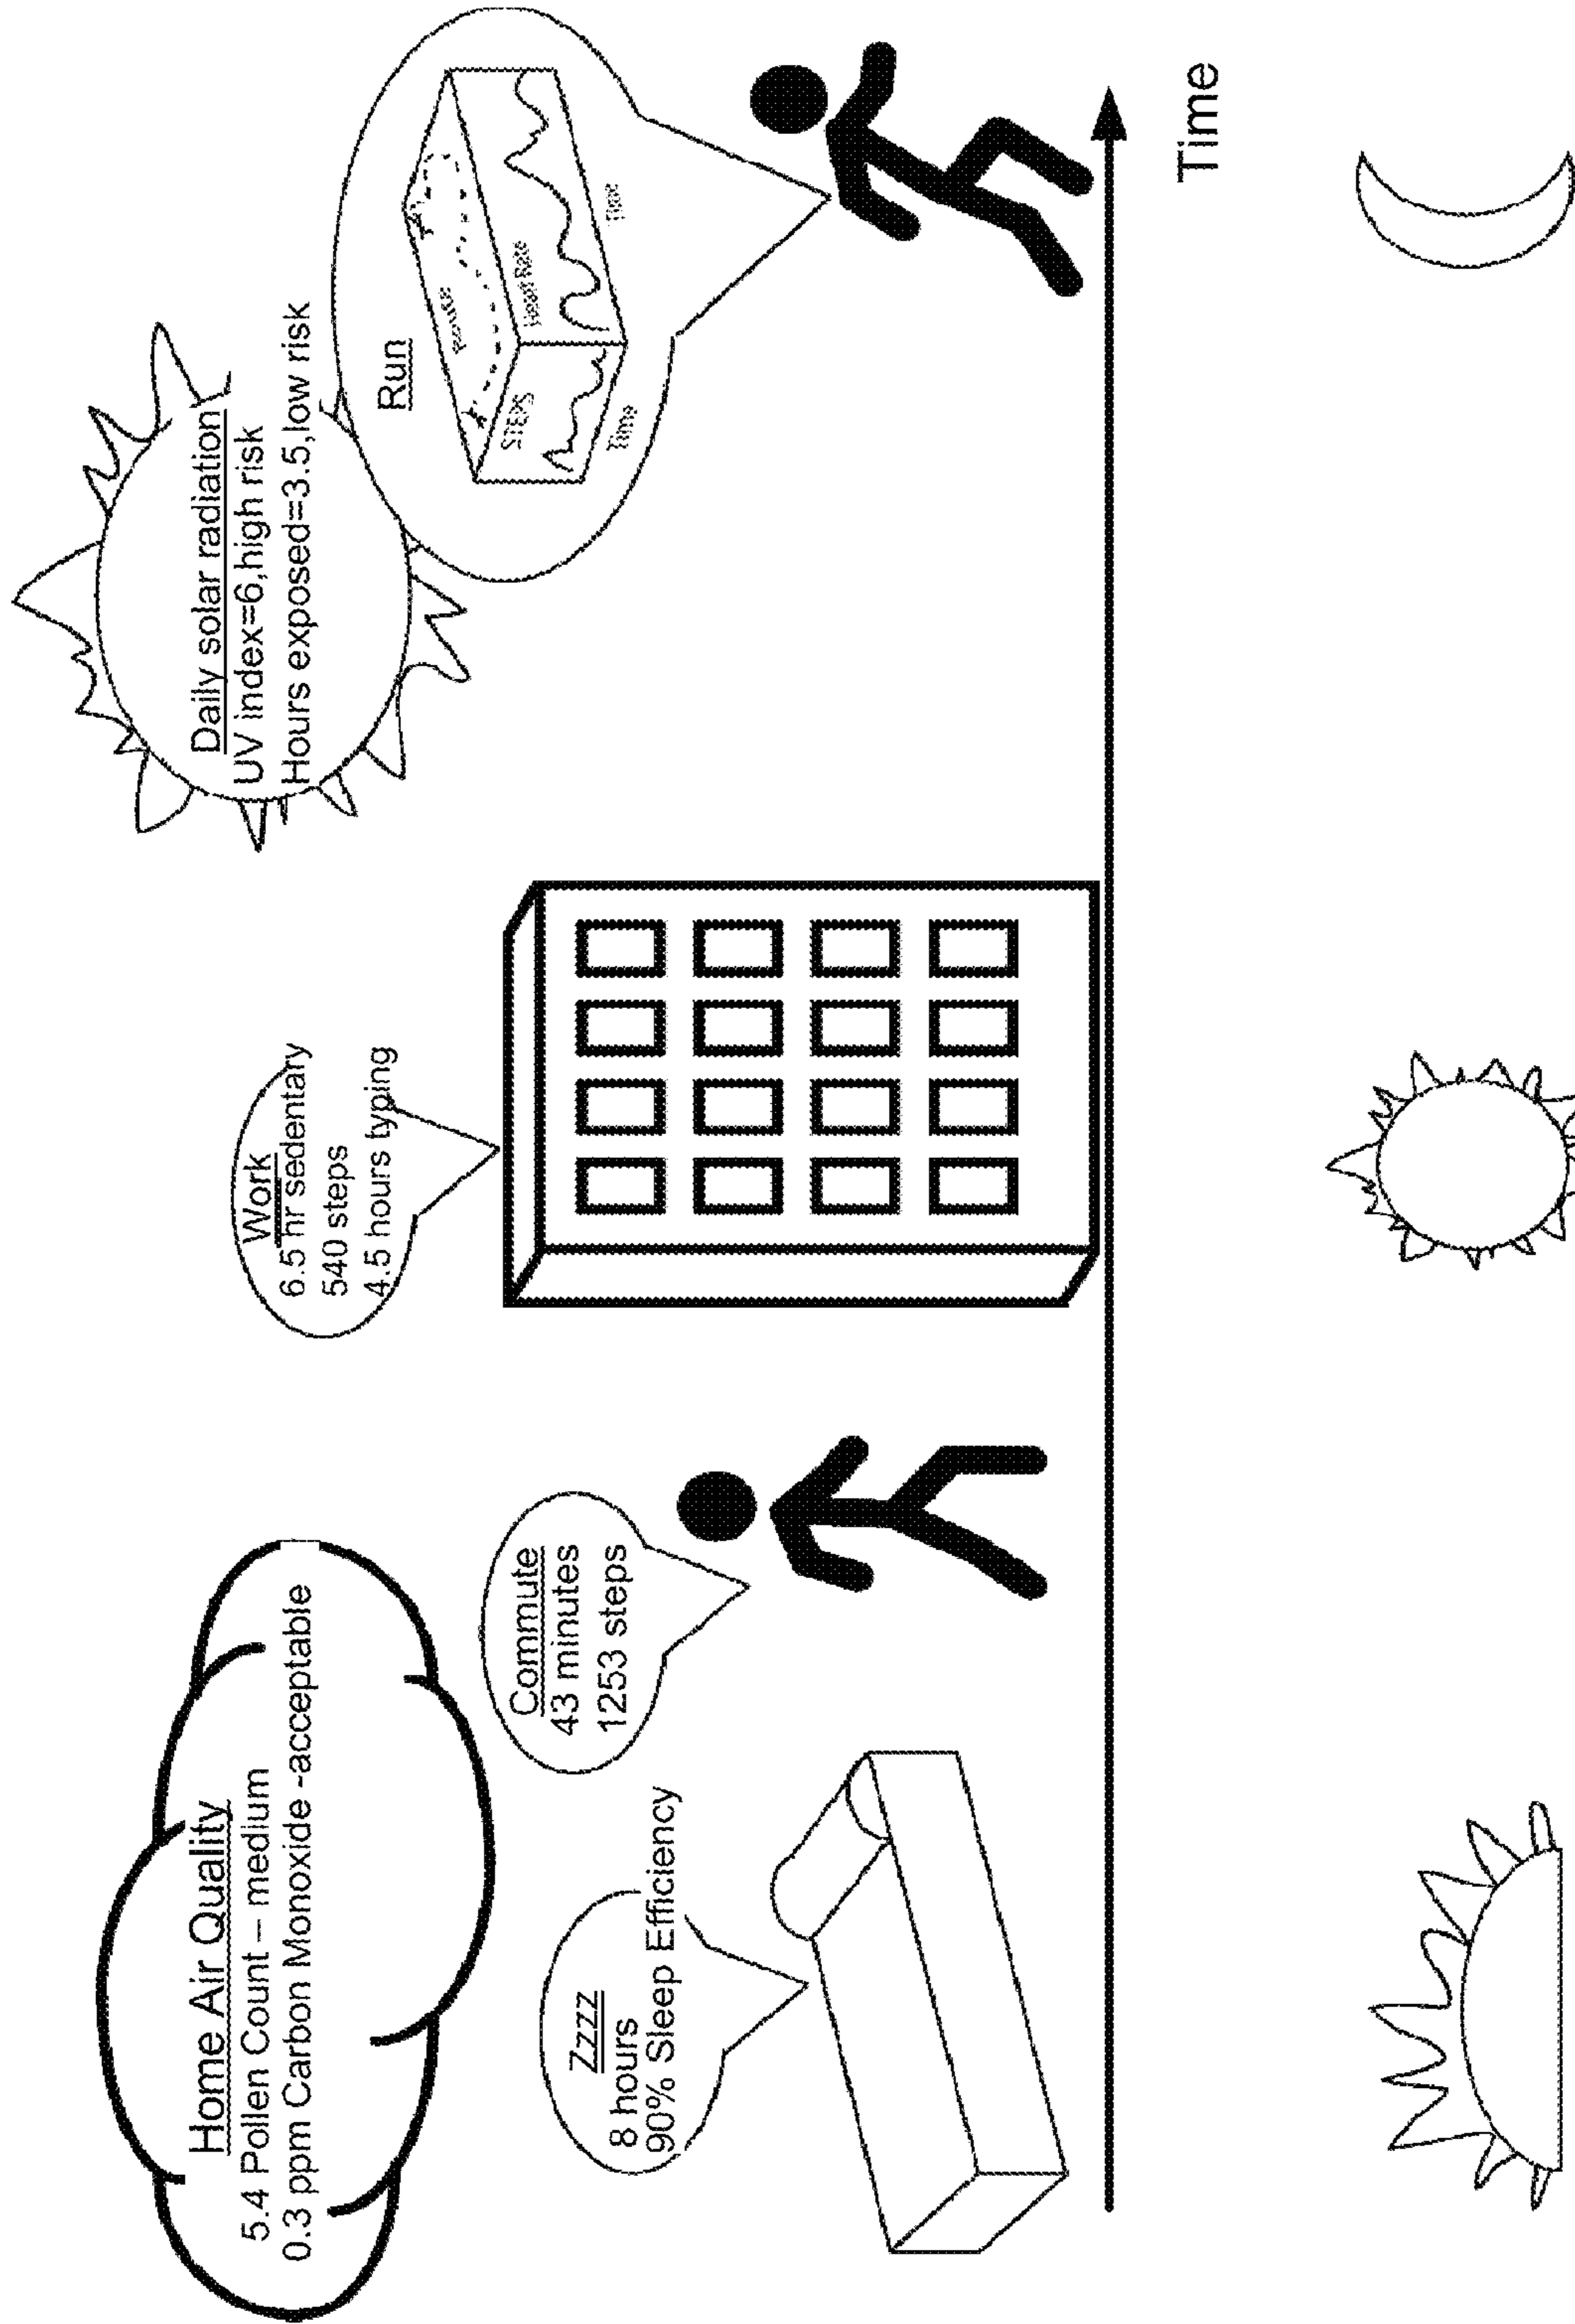 Home Air Quality
5.4 Pollen Count – medium
0.3 ppm Carbon Monoxide -acceptable
Zzzz
8 hours
90% Sleep Efficiency
Commute
43 minutes
1253 steps
Work
6.5 hr sedentary
540 steps
4.5 hours typing
Daily solar radiation
UV index=6,high risk
Hours exposed=3.5,low risk
Run
STEPS
Time
Heart Rate
Time
Time